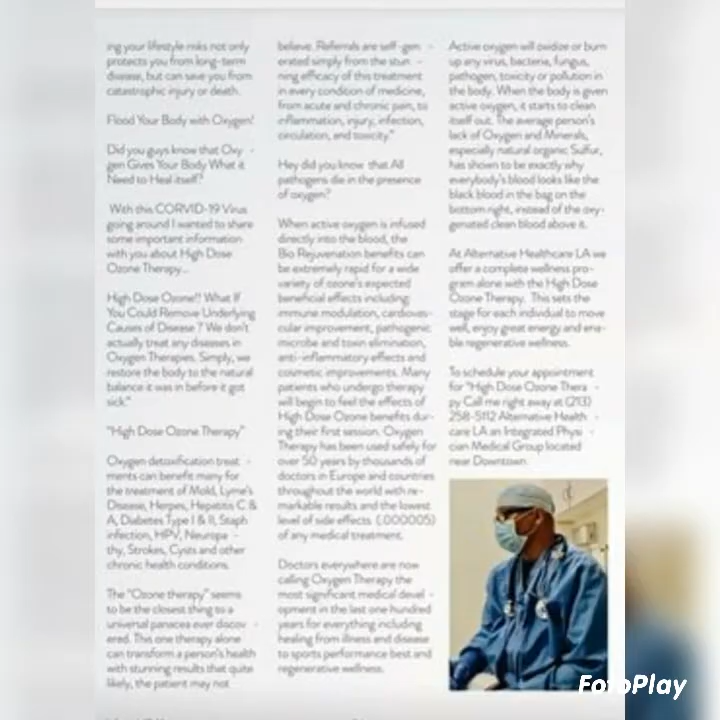 ing your lifestyle risks not only
protects you from long-term
disease, but can save you from
catastrophic injury or death.
Flood Your Body with Oxygen!
Did you guys know that Oxy -
gen Gives Your Body What it
Need to Heal itself?
With this CORVID-19 Virus
going around I wanted to share
some important information
with you about High Dose
Ozone Therapy...
High Dose Ozone!! What If
You Could Remove Underlying
Causes of Disease ? We don't
actually treat any diseases in
Oxygen Therapies. Simply, we
restore the body to the natural
balance it was in before it got
sick."
"High Dose Ozone Therapy"
Oxygen detoxification treat -
ments can benefit many for
the treatment of Mold, Lyme's
Disease, Herpes, Hepatitis C &
A, Diabetes Type I & II, Staph
infection, HPV, Neuropa -
thy, Strokes, Cysts and other
chronic health conditions.
The "Ozone therapy" seems
to be the closest thing to a
universal panacea ever discov -
ered. This one therapy alone
can transform a person's health
with stunning results that quite
likely, the patient may not
believe. Referrals are self -gen -
erated simply from the stun -
ning efficacy of this treatment
in every condition of medicine,
from acute and chronic pain, to
inflammation, injury, infection,
circulation, and toxicity."
Hey did you know that All
pathogens die in the presence
of oxygen?
When active oxygen is infused
directly into the blood, the
Bio Rejuvenation benefits can
be extremely rapid for a wide
variety of ozone's expected
beneficial effects including:
immune modulation, cardiovas-
cular improvement, pathogenic
microbe and toxin elimination,
anti-inflammatory effects and
cosmetic improvements. Many
patients who undergo therapy
will begin to feel the effects of
High Dose Ozone benefits dur-
ing their first session. Oxygen
Therapy has been used safely for
over 50 years by thousands of
doctors in Europe and countries
throughout the world with re-
markable results and the lowest
level of side effects (.000005)
of any medical treatment.
Doctors everywhere are now
calling Oxygen Therapy the
most significant medical devel -
opment in the last one hundred
years for everything including
healing from illness and disease
to sports performance best and
regenerative wellness.
Active oxygen will oxidize or burn
up any virus, bacteria, fungus,
pathogen, toxicity or pollution in
the body. When the body is given
active oxygen, it starts to clean
itself out. The average person's
lack of Oxygen and Minerals,
especially natural organic Sulfur,
has shown to be exactly why
everybody's blood looks like the
black blood in the bag on the
bottom right, instead of the oxy-
genated clean blood above it.
At Alternative Healthcare LA we
offer a complete wellness pro-
gram alone with the High Dose
Ozone Therapy. This sets the
stage for each individual to move
well, enjoy great energy and ena-
ble regenerative wellness.
To schedule your appointment
for "High Dose Ozone Thera -
py Call me right away at (213)
258-5112 Alternative Health -
care LA an Integrated Physi -
cian Medical Group located
near Downtown.
FotoPlay